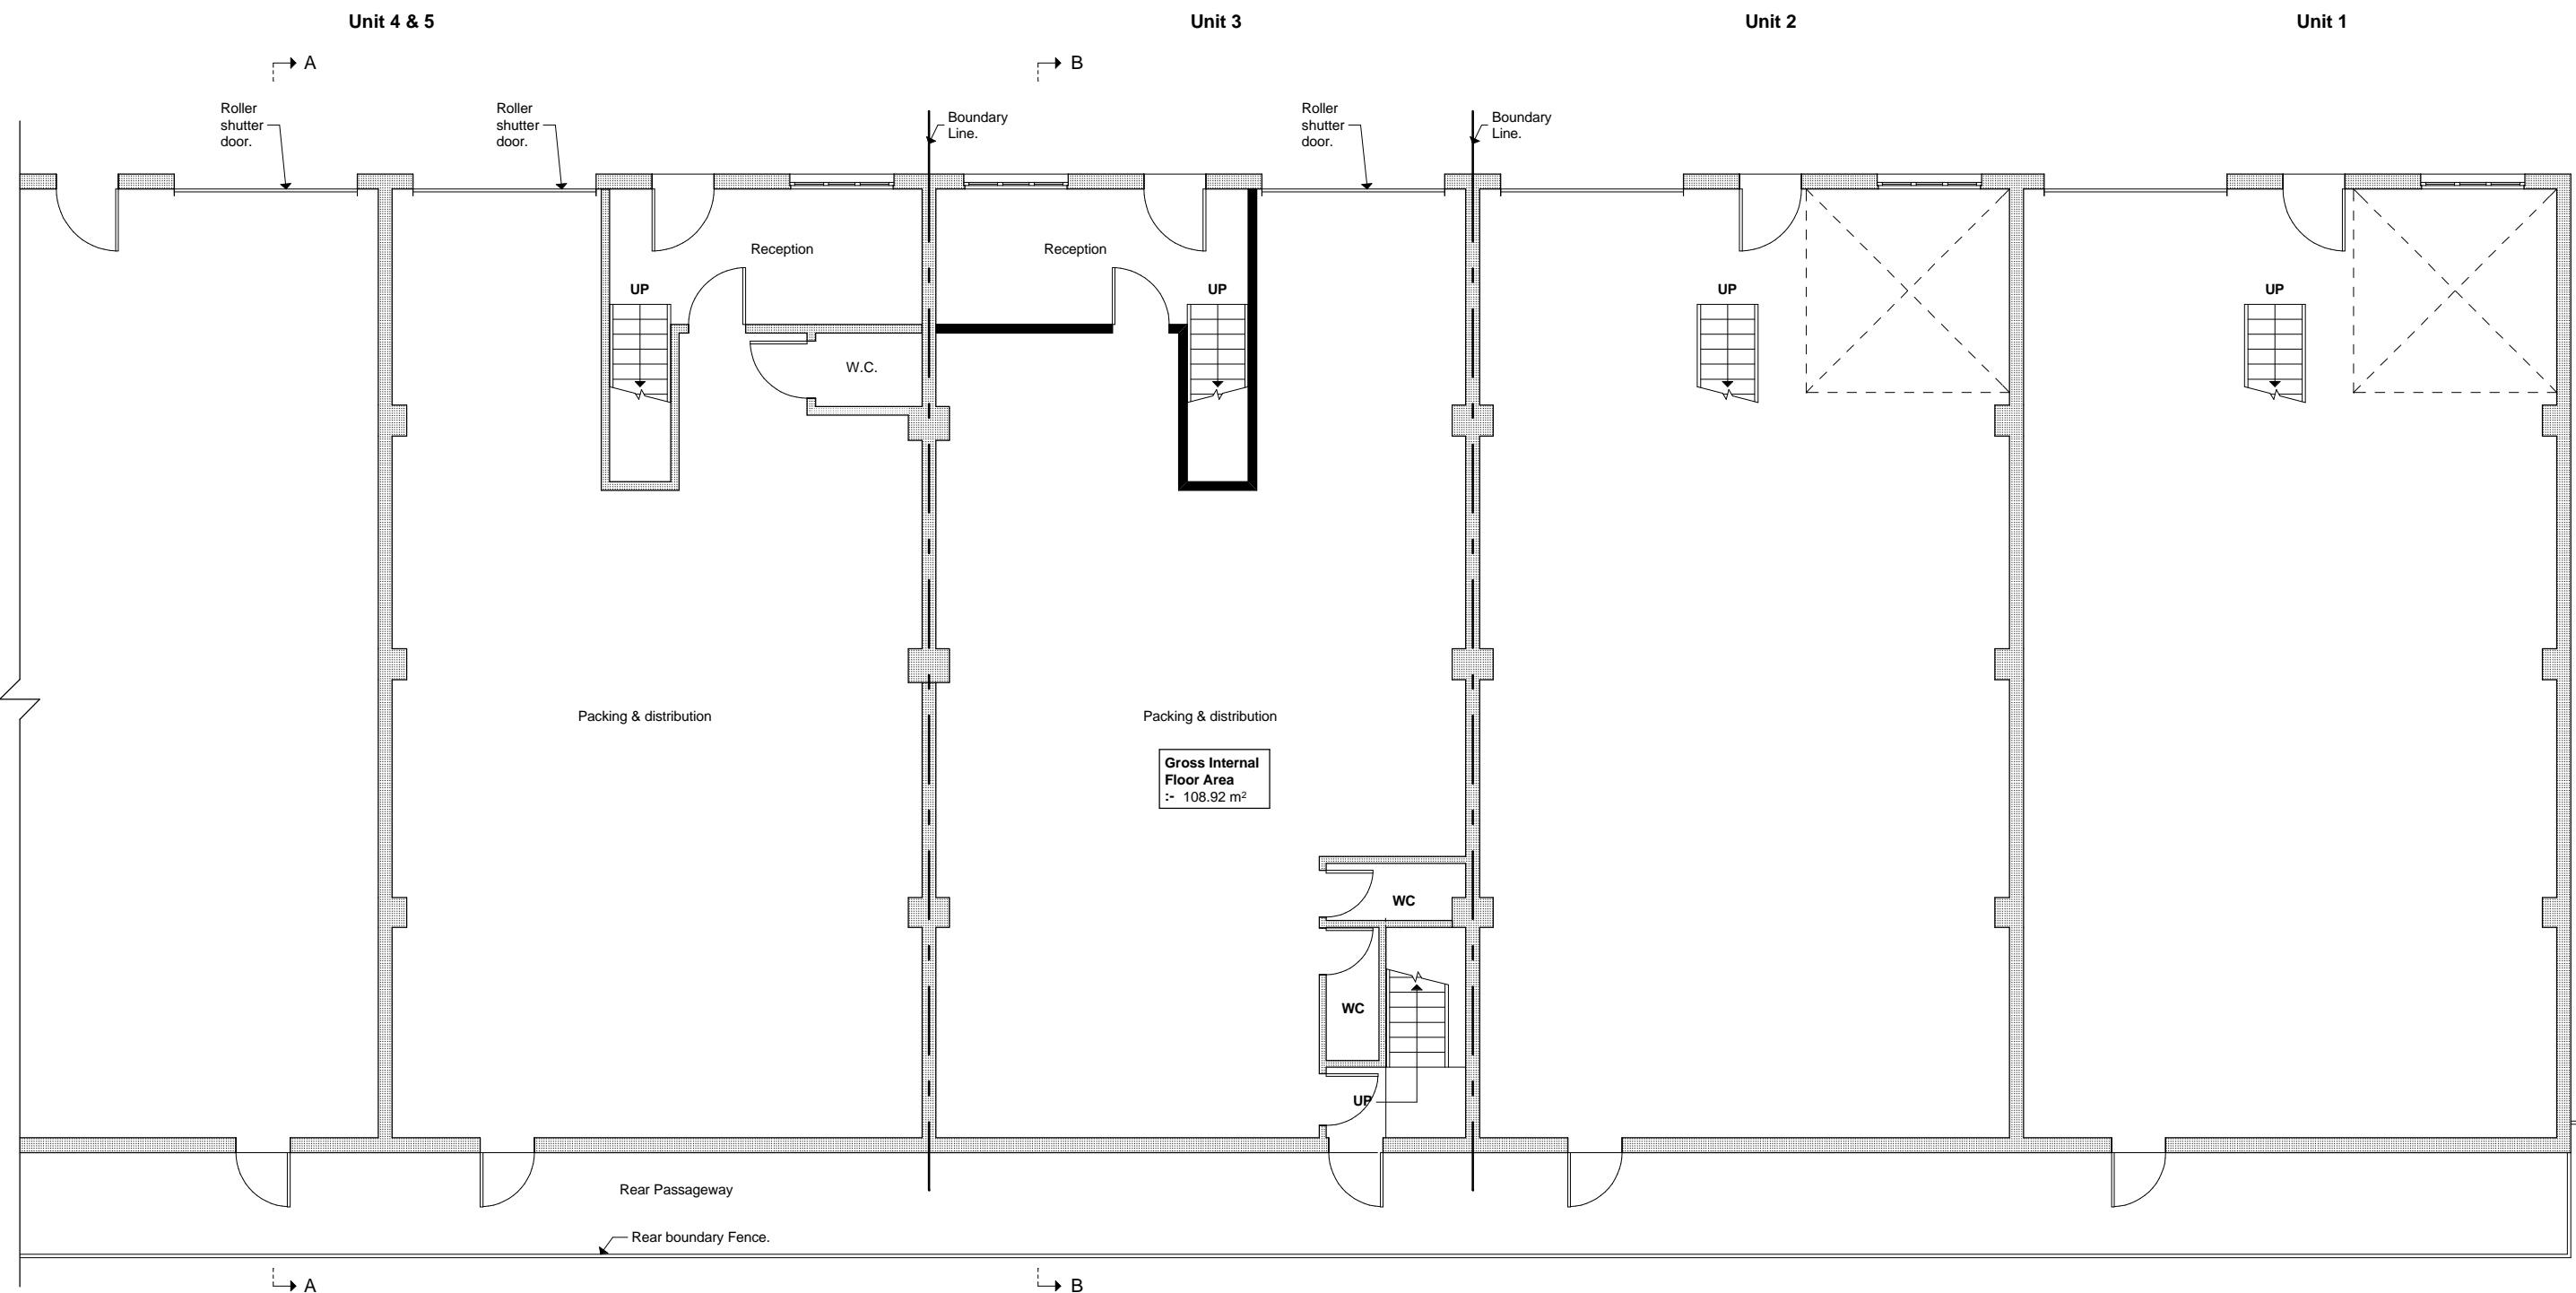 Unit 4 & 5
Unit 3
Unit 2
Unit 1
A
B
Roller
shutter
door.
Roller
shutter
door.
Boundary
Line.
Roller
shutter
door.
Boundary
Line.
Reception
Reception
UP
UP
UP
UP
W.C.
Packing & distribution
Packing & distribution
Gross Internal
Floor Area
:- 108.92 m²
WC
WC
UP
Rear Passageway
Rear boundary Fence.
A
B